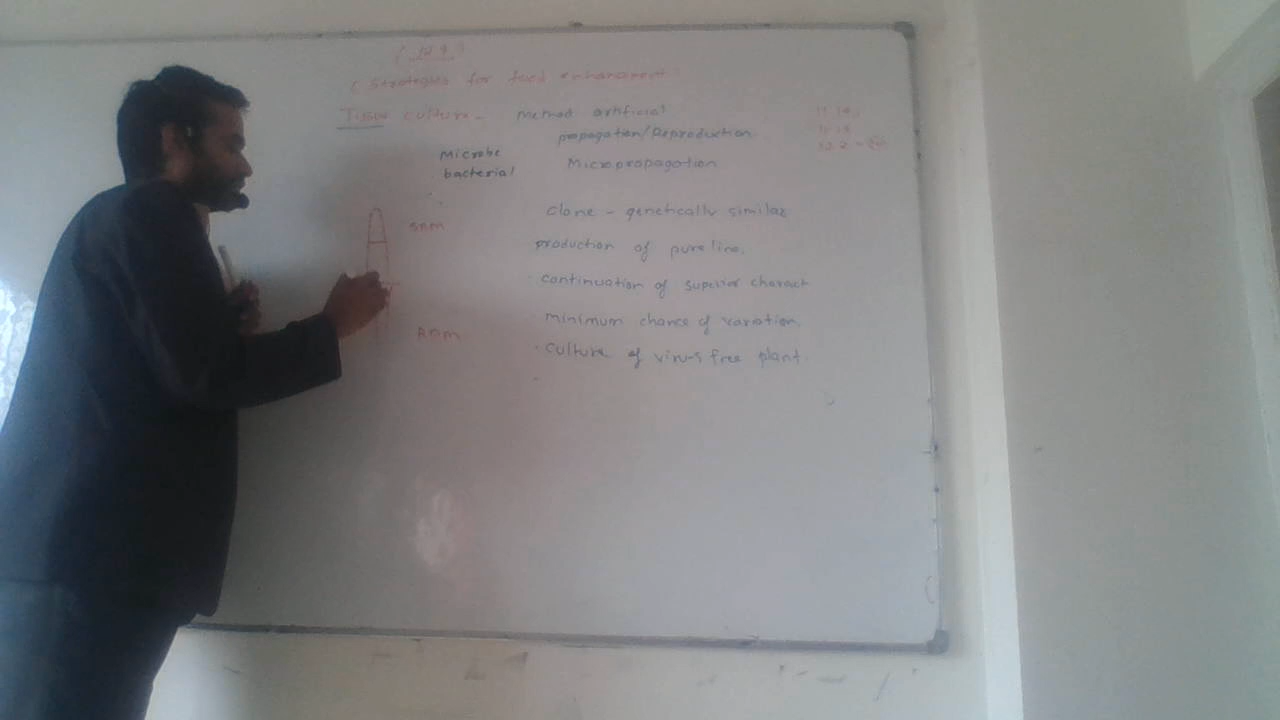 (Strategies for food enhancement)
Tissue culture - Method artificial
propagation/Reproduction.
Microbe
bacterial
Micropropagation
SAM
RAM
clone - genetically similar
production of pureline.
· continuation of superior charact
minimum chance of variation.
· culture of virus free plant.